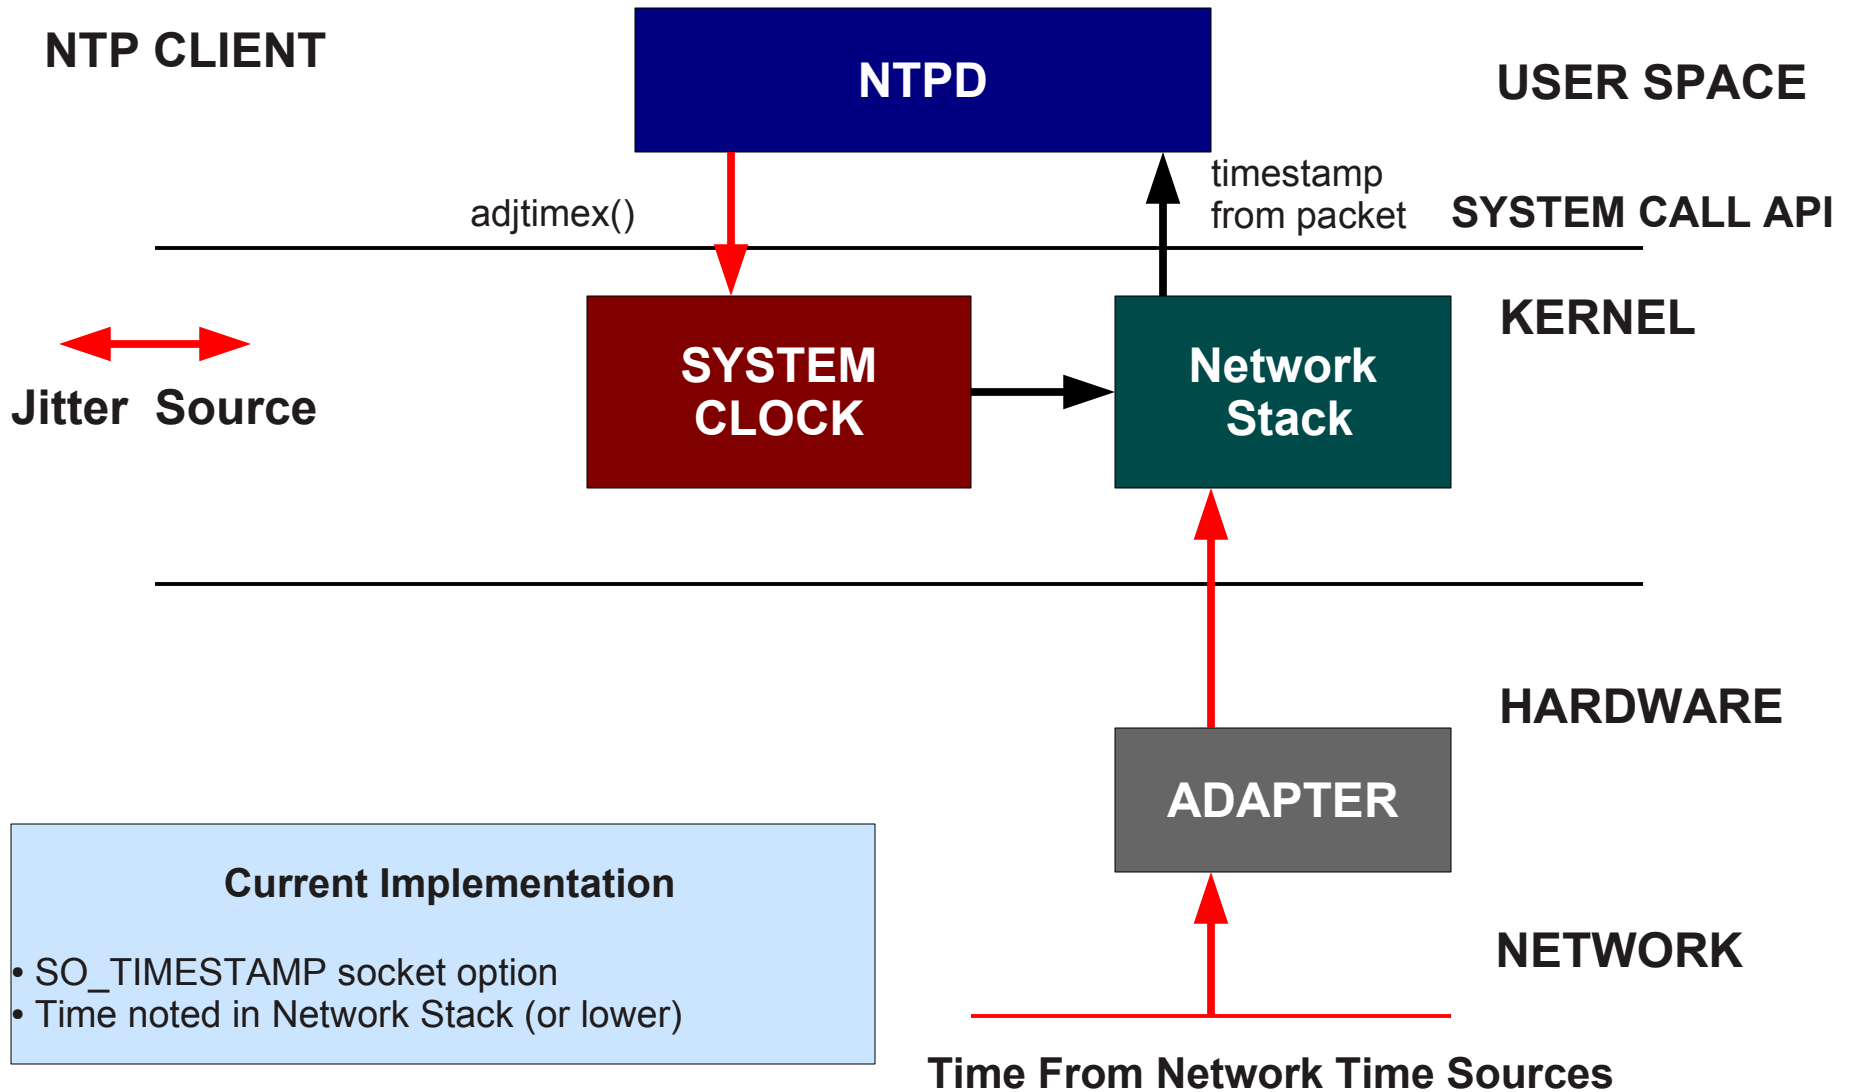 NTP CLIENT
NTPD
USER SPACE
timestamp
from packet
adjtimex()
SYSTEM CALL API
KERNEL
Jitter  Source
SYSTEM
CLOCK
Network
Stack
HARDWARE
ADAPTER
Current Implementation
• SO_TIMESTAMP socket option
• Time noted in Network Stack (or lower)
NETWORK
Time From Network Time Sources